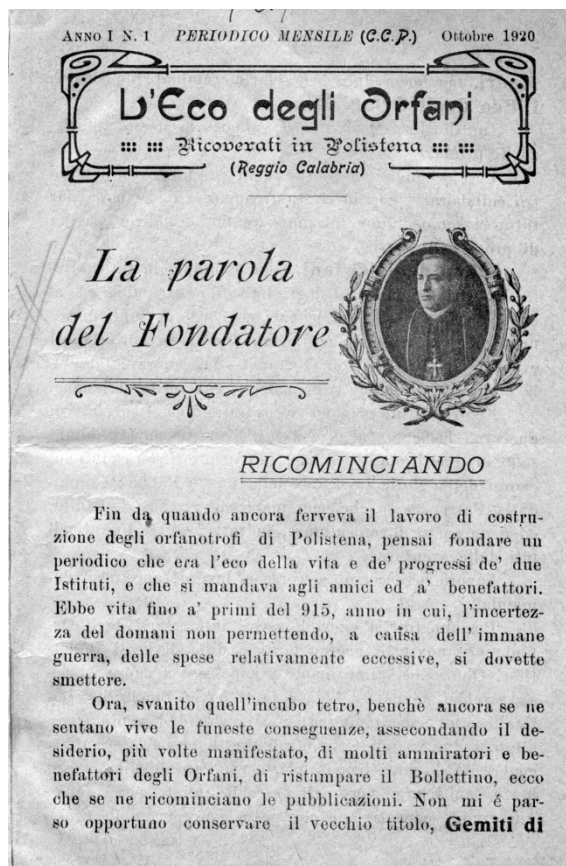 ANNO I N. 1 PERIODICO MENSILE (C.C.P.) Ottobre 1920
L'Eco degli Orfani
Ricoverati in Polistena
(Reggio Calabria)
La parola
del Fondatore
RICOMINCIANDO
Fin da quando ancora ferveva il lavoro di costru-
zione degli orfanotrofi di Polistena, pensai fondare un
periodico che era l'eco della vita e de' progressi de' due
Istituti, e che si mandava agli amici ed a' benefattori.
Ebbe vita fino a' primi del 915, anno in cui, l'incertez-
za del domani non permettendo, a causa dell' immane
guerra, delle spese relativamente eccessive, si dovette
smettere.
Ora, svanito quell'incubo tetro, benchè ancora se ne
sentano vive le funeste conseguenze, assecondando il de-
siderio, più volte manifestato, di molti ammiratori e be-
nefattori degli Orfani, di ristampare il Bollettino, ecco
che se ne ricominciano le pubblicazioni. Non mi é par-
so opportuno conservare il vecchio titolo, Gemiti di